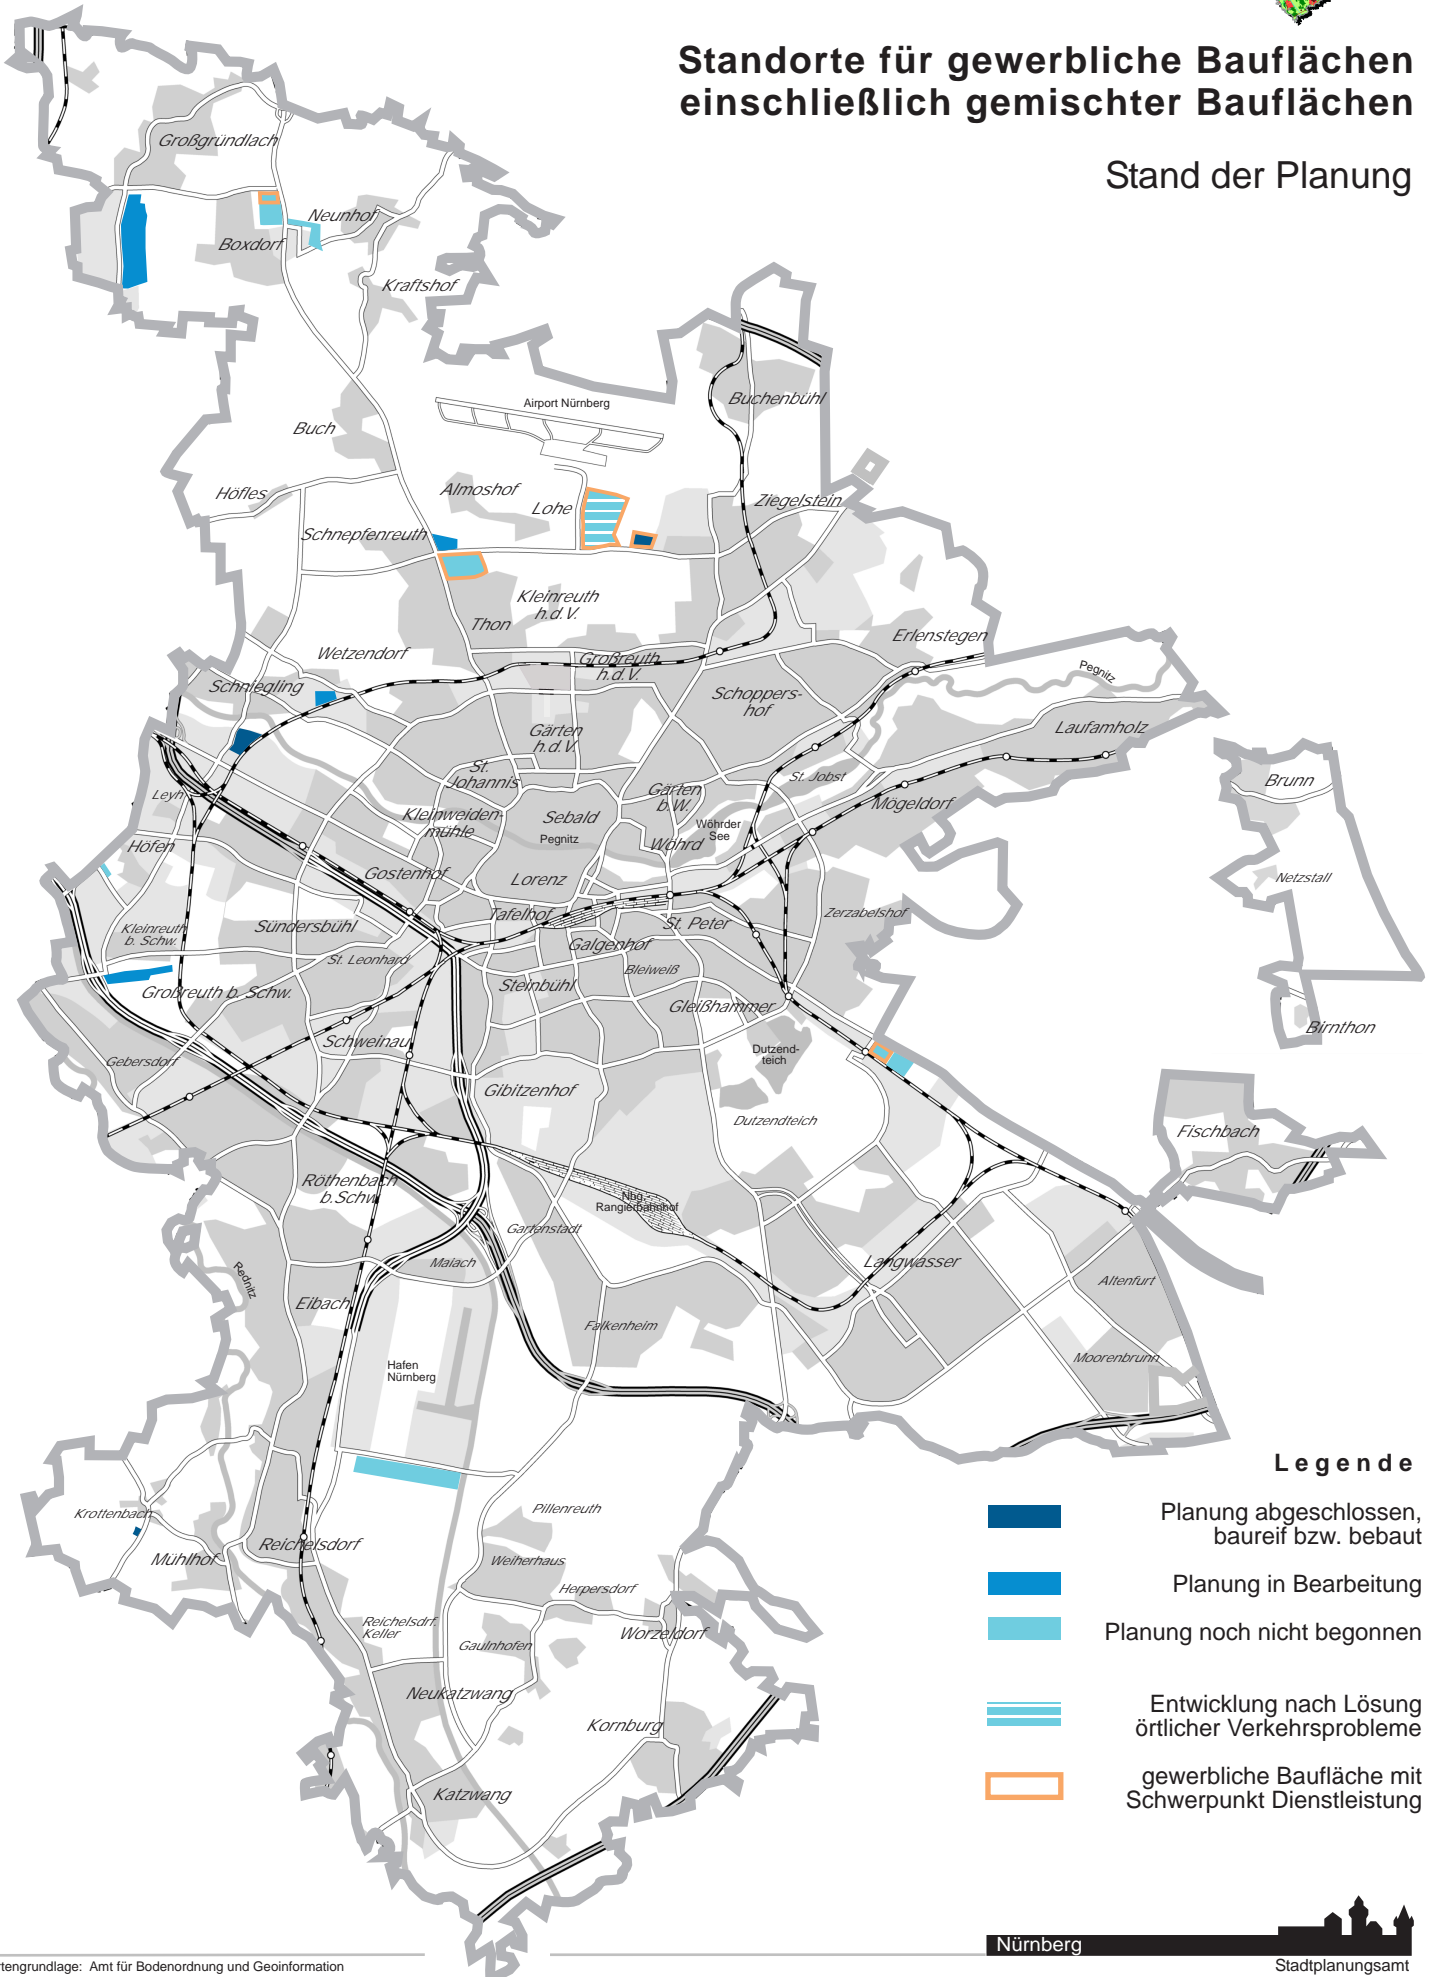 Standorte für gewerbliche Bauflächen
einschließlich gemischter Bauflächen
Stand der Planung
Großgründlach
Neunhof
Boxdorf
Kraftshof
Buchenbühl
Airport Nürnberg
Buch
Höfles
Almoshof
Lohe
Ziegelstein
Schnepfenreuth
Kleinreuth
h.d.V.
Thon
Erlenstegen
Wetzendorf
Großreuth
h.d.V.
Pegnitz
Schniegling
Schoppers-
hof
Laufamholz
Gärten
h.d.V.
St.
Johannis
St. Jobst
Brunn
Leyh
Gärten
b.W.
Mögeldorf
Kleinweiden-
mühle
Sebald
Wöhrder
See
Pegnitz
Wöhrd
Höfen
Gostenhof
Lorenz
Netzstall
Tafelhof
St. Peter
Zerzabelshof
Kleinreuth
b. Schw.
Sündersbühl
Galgenhof
St. Leonhard
Bleiweiß
Großreuth b. Schw.
Steinbühl
Gleißhammer
Birnthon
Schweinau
Dutzend-
teich
Gebersdorf
Gibitzenhof
Dutzendteich
Fischbach
Röthenbach
b.Schw.
Nbg.-
Rangierbahnhof
Gartenstadt
Maiach
Langwasser
Rednitz
Altenfurt
Eibach
Falkenheim
Moorenbrunn
Hafen
Nürnberg
Krottenbach
Pillenreuth
Mühlhof
Reichelsdorf
Weiherhaus
Herpersdorf
Reichelsdrf.
Keller
Gaulnhofen
Worzeldorf
Neukatzwang
Kornburg
Katzwang
Legende
Planung abgeschlossen,
baureif bzw. bebaut
Planung in Bearbeitung
Planung noch nicht begonnen
Entwicklung nach Lösung
örtlicher Verkehrsprobleme
gewerbliche Baufläche mit
Schwerpunkt Dienstleistung
Nürnberg
Stadtplanungsamt
rtengrundlage: Amt für Bodenordnung und Geoinformation